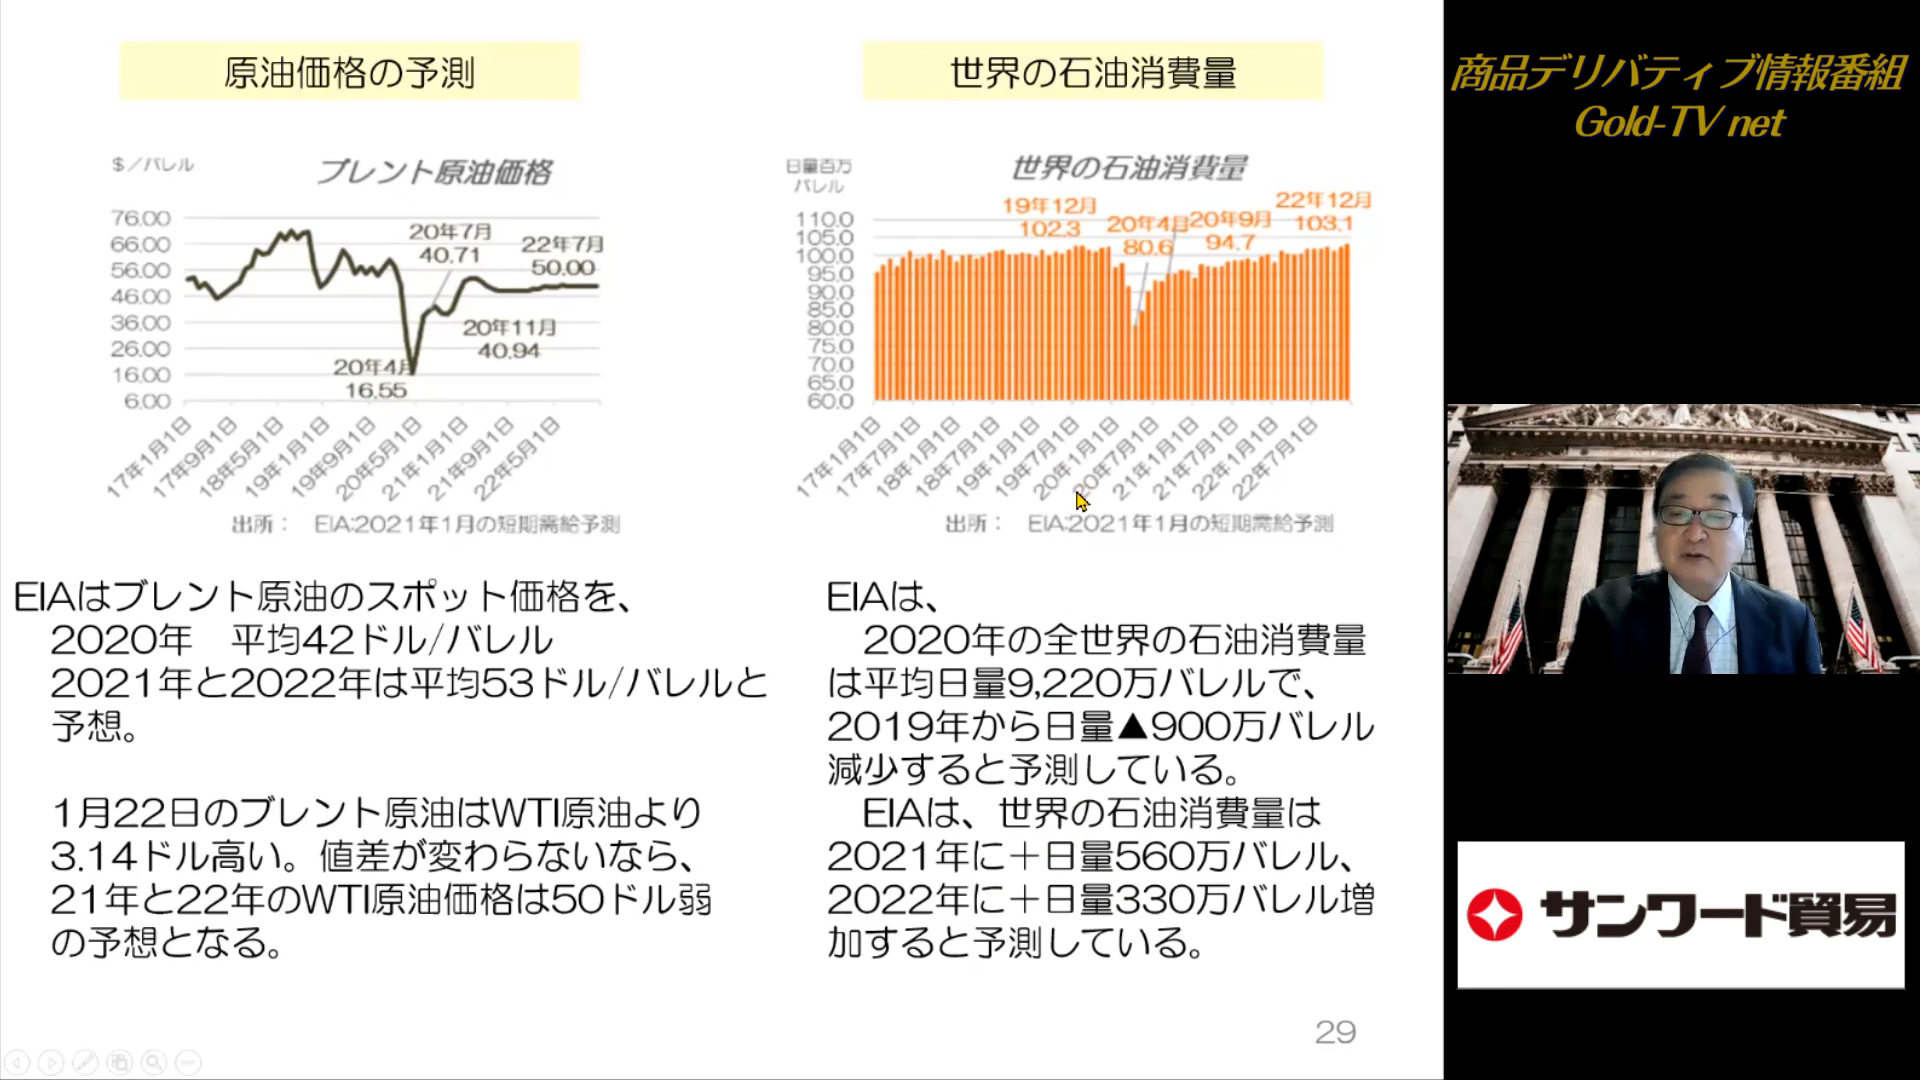 原油価格の予測
$／バレル
ブレント原油価格
76.00
66.00
56.00
46.00
36.00
26.00
16.00
6.00
20年7月
40.71
22年7月
50.00
20年11月
40.94
20年4月
16.55
17年1月1日
17年9月1日
18年5月1日
19年1月1日
19年9月1日
20年5月1日
21年1月1日
21年9月1日
22年5月1日
出所： EIA:2021年1月の短期需給予測
EIAはブレント原油のスポット価格を、
2020年　平均42ドル/バレル
2021年と2022年は平均53ドル/バレルと
予想。
1月22日のブレント原油はWTI原油より
3.14ドル高い。値差が変わらないなら、
21年と22年のWTI原油価格は50ドル弱
の予想となる。
世界の石油消費量
日量百万
バレル
世界の石油消費量
110.0
105.0
100.0
95.0
90.0
85.0
80.0
75.0
70.0
65.0
60.0
19年12月
102.3
20年4月
80.6
20年9月
94.7
22年12月
103.1
17年1月1日
17年7月1日
18年1月1日
18年7月1日
19年1月1日
19年7月1日
20年1月1日
20年7月1日
21年1月1日
21年7月1日
22年1月1日
22年7月1日
出所： EIA:2021年1月の短期需給予測
EIAは、
2020年の全世界の石油消費量
は平均日量9,220万バレルで、
2019年から日量▲900万バレル
減少すると予測している。
EIAは、世界の石油消費量は
2021年に＋日量560万バレル、
2022年に＋日量330万バレル増
加すると予測している。
29
商品デリバティブ情報番組
Gold-TV net
サンワード貿易